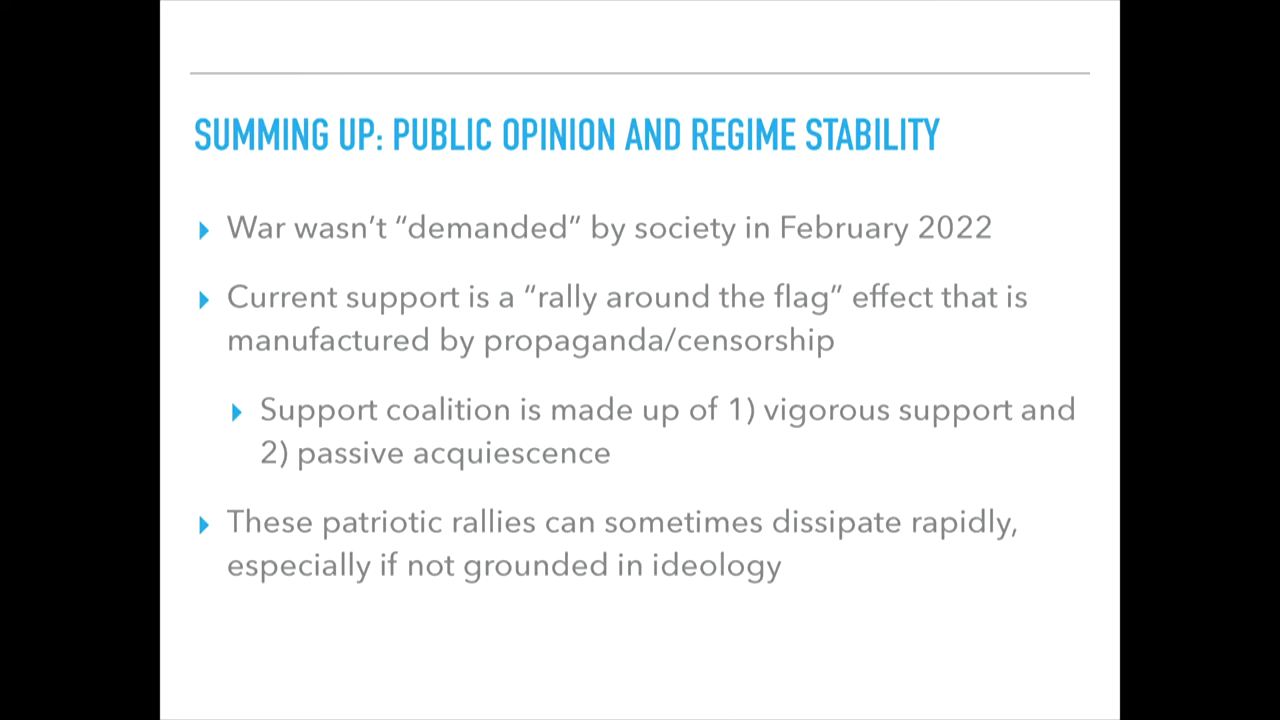 SUMMING UP: PUBLIC OPINION AND REGIME STABILITY
War wasn’t “demanded” by society in February 2022
Current support is a “rally around the flag” effect that is
manufactured by propaganda/censorship
Support coalition is made up of 1) vigorous support and
2) passive acquiescence
These patriotic rallies can sometimes dissipate rapidly,
especially if not grounded in ideology